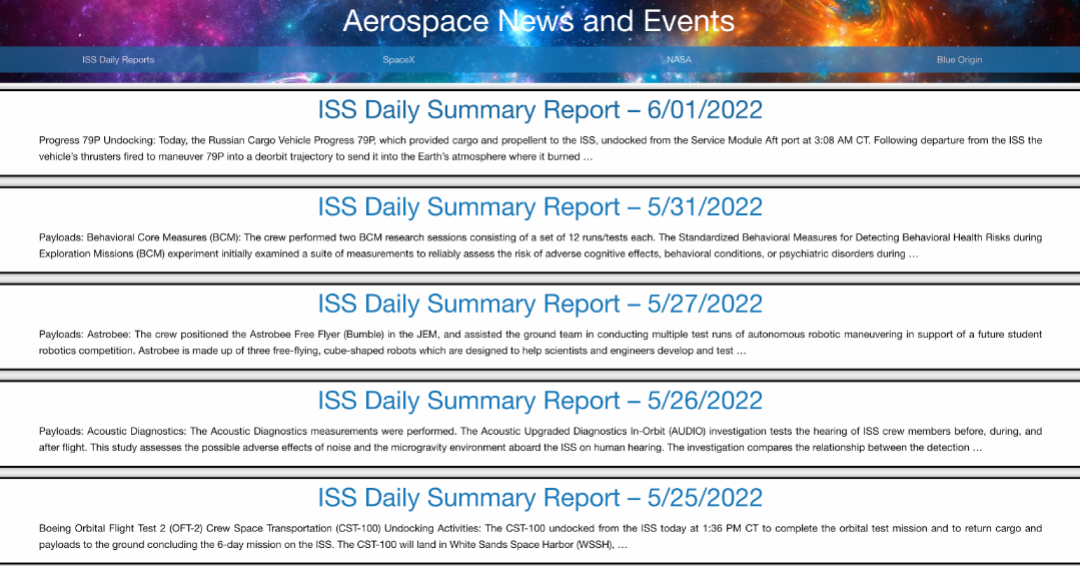 Aerospace News and Events
ISS Daily Reports SpaceX NASA Blue Origin
ISS Daily Summary Report – 6/01/2022
Progress 79P Undocking: Today, the Russian Cargo Vehicle Progress 79P, which provided cargo and propellent to the ISS, undocked from the Service Module Aft port at 3:08 AM CT. Following departure from the ISS the
vehicle's thrusters fired to maneuver 79P into a deorbit trajectory to send it into the Earth's atmosphere where it burned …
ISS Daily Summary Report – 5/31/2022
Payloads: Behavioral Core Measures (BCM): The crew performed two BCM research sessions consisting of a set of 12 runs/tests each. The Standardized Behavioral Measures for Detecting Behavioral Health Risks during
Exploration Missions (BCM) experiment initially examined a suite of measurements to reliably assess the risk of adverse cognitive effects, behavioral conditions, or psychiatric disorders during …
ISS Daily Summary Report – 5/27/2022
Payloads: Astrobee: The crew positioned the Astrobee Free Flyer (Bumble) in the JEM, and assisted the ground team in conducting multiple test runs of autonomous robotic maneuvering in support of a future student
robotics competition. Astrobee is made up of three free-flying, cube-shaped robots which are designed to help scientists and engineers develop and test …
ISS Daily Summary Report – 5/26/2022
Payloads: Acoustic Diagnostics: The Acoustic Diagnostics measurements were performed. The Acoustic Upgraded Diagnostics In-Orbit (AUDIO) investigation tests the hearing of ISS crew members before, during, and
after flight. This study assesses the possible adverse effects of noise and the microgravity environment aboard the ISS on human hearing. The investigation compares the relationship between the detection …
ISS Daily Summary Report – 5/25/2022
Boeing Orbital Flight Test 2 (OFT-2) Crew Space Transportation (CST-100) Undocking Activities: The CST-100 undocked from the ISS today at 1:36 PM CT to complete the orbital test mission and to return cargo and
payloads to the ground concluding the 6-day mission on the ISS. The CST-100 will land in White Sands Space Harbor (WSSH), …